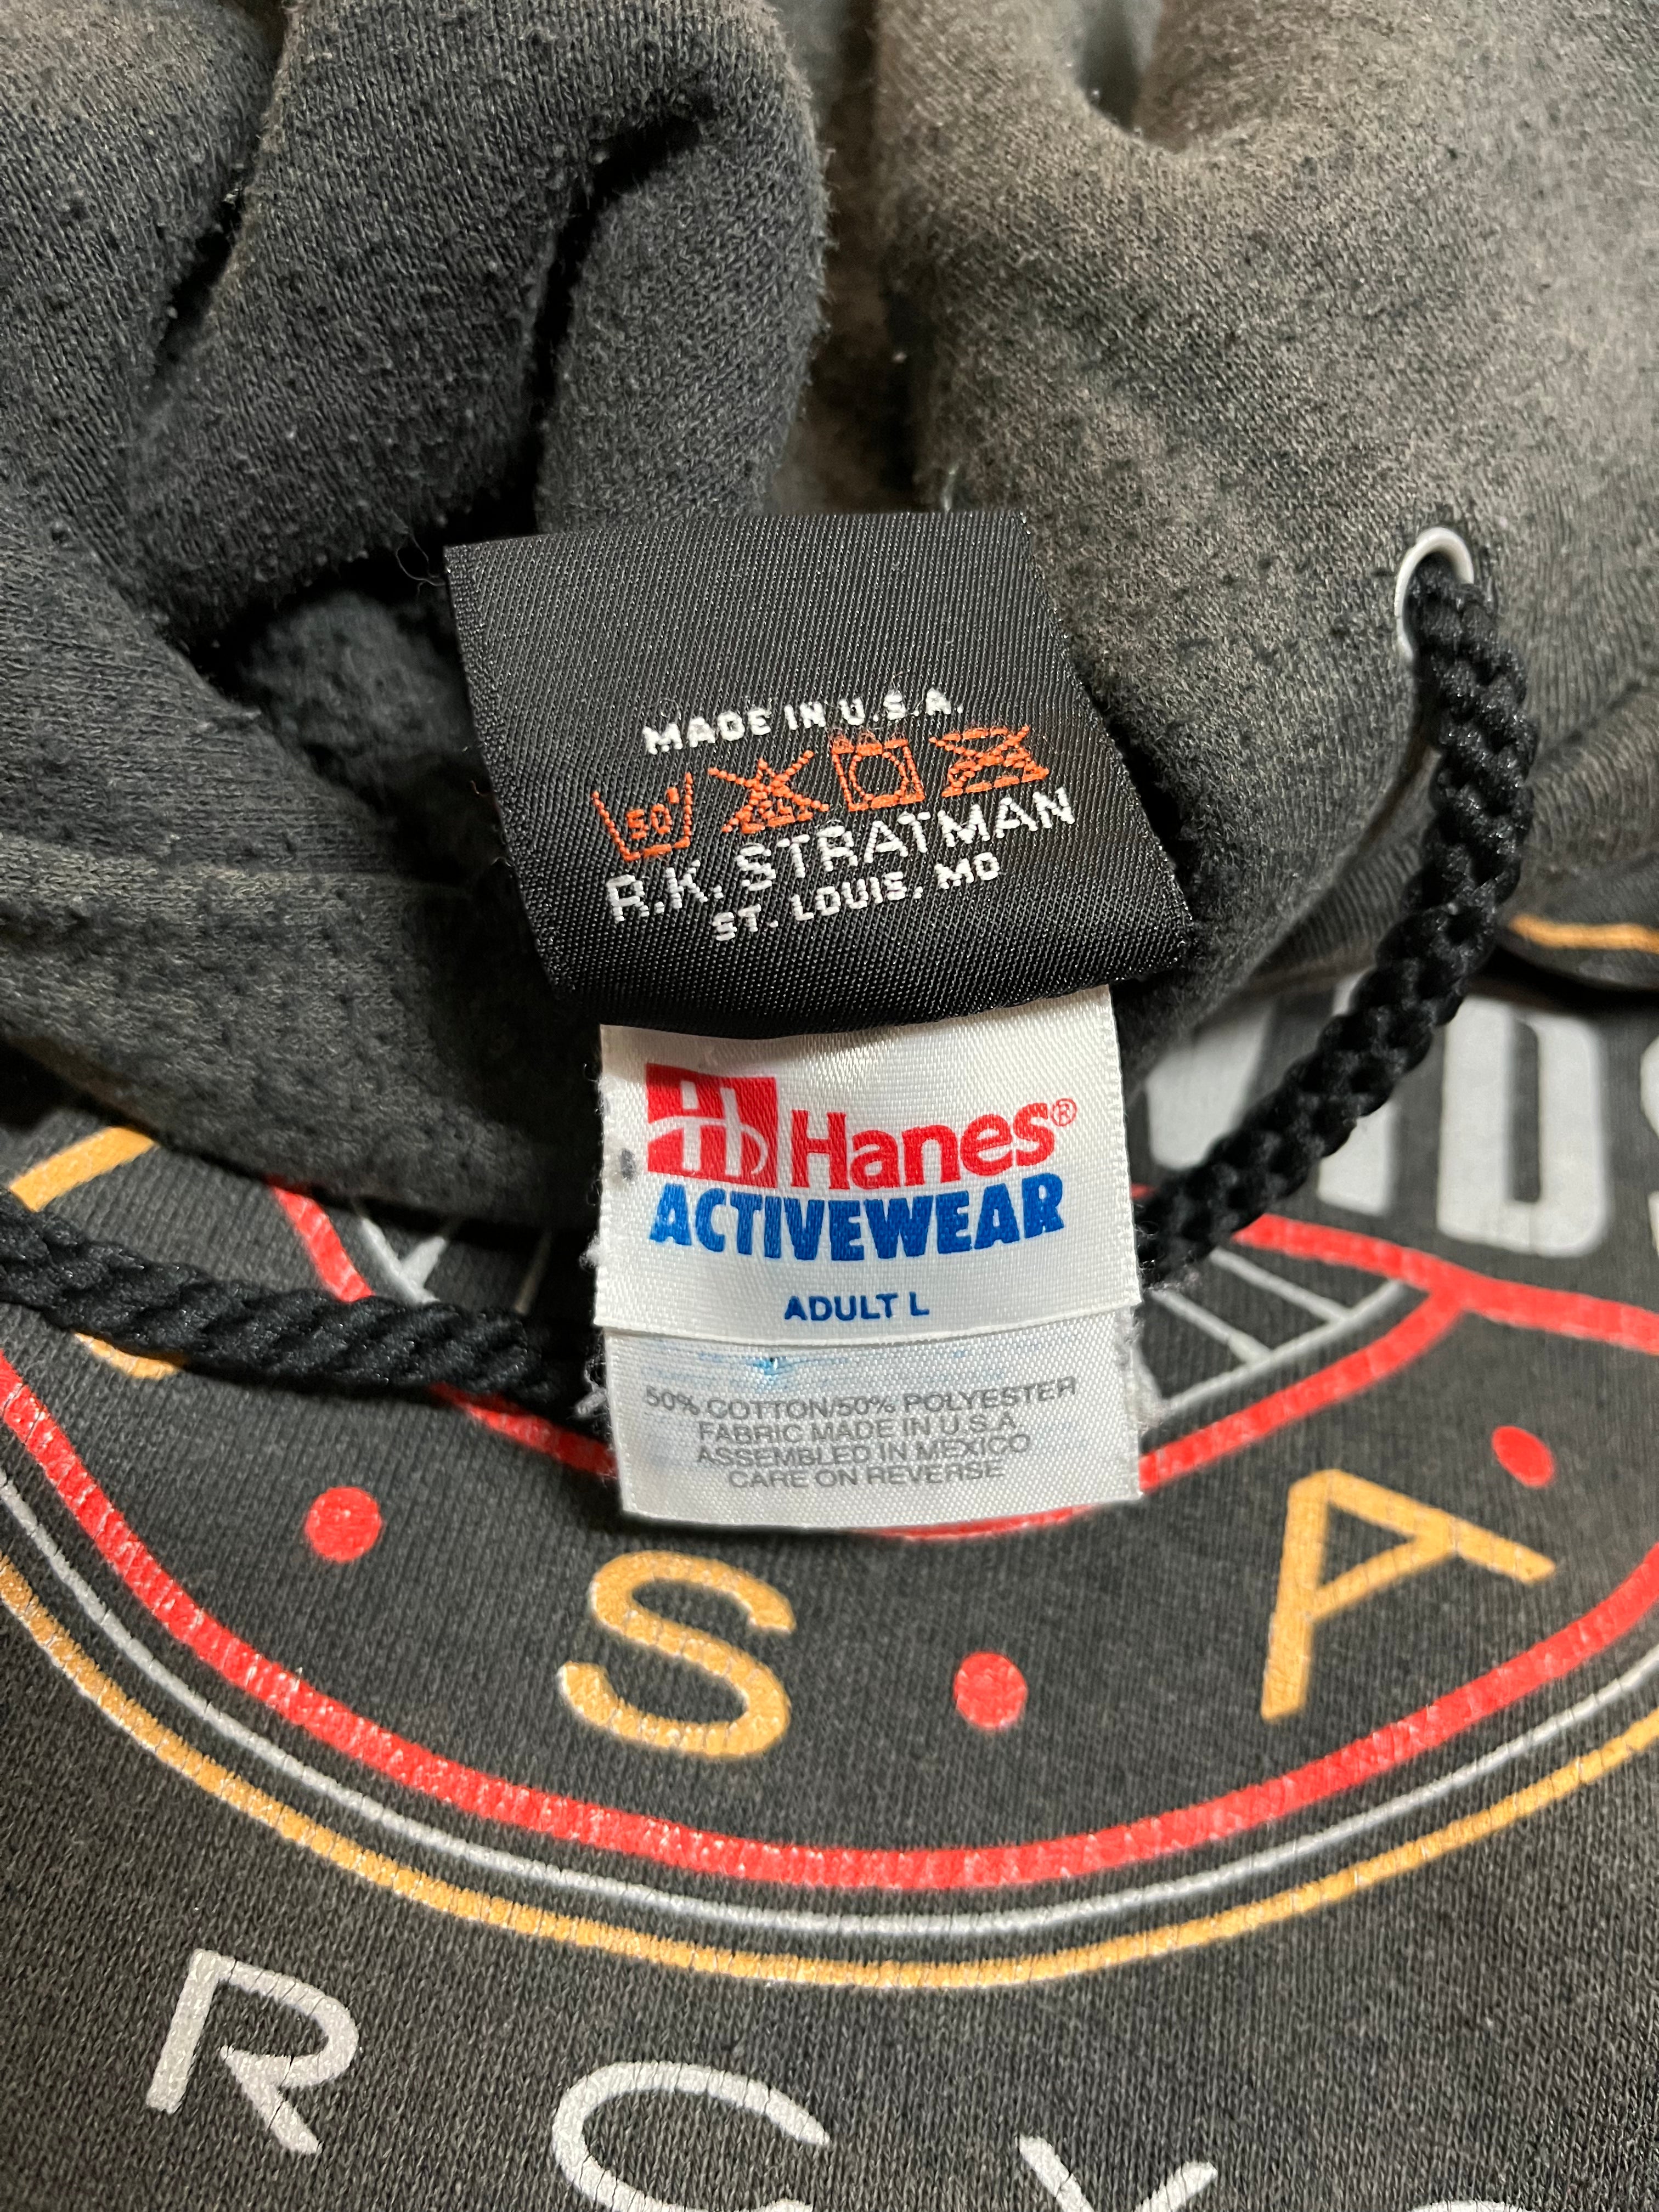 MADE IN U.S.A.
50°
R.K. STRATMAN
ST. LOUIS, MO
Hanes®
ACTIVEWEAR
ADULT L
50% COTTON/50% POLYESTER
FABRIC MADE IN U.S.A.
ASSEMBLED IN MEXICO
CARE ON REVERSE
S • A
R C Y